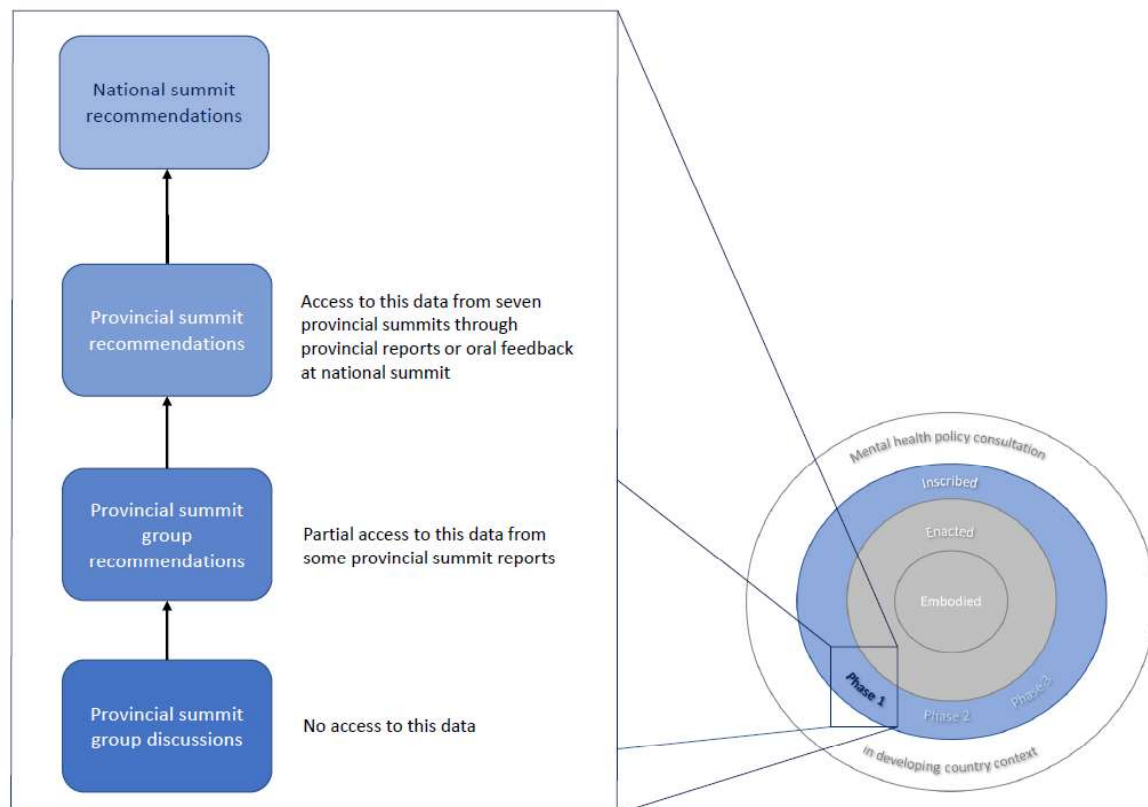 National summit
recommendations
Provincial summit
recommendations
Access to this data from seven
provincial summits through
provincial reports or oral feedback
at national summit
Provincial summit
group
recommendations
Partial access to this data from
some provincial summit reports
Provincial summit
group discussions
No access to this data
Mental health policy consultation
Inscribed
Enacted
Embodied
Phase 1
Phase 2
Phase 3
in developing country context